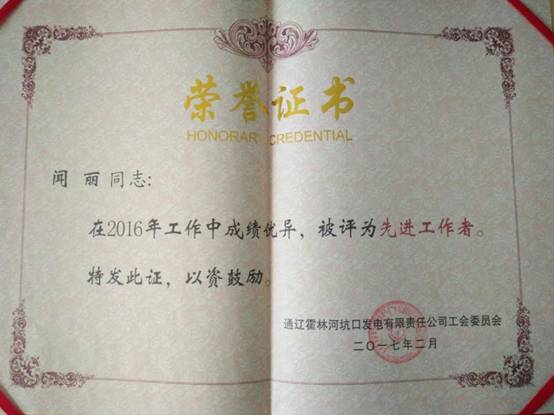 荣誉证书
HONORARY CREDENTIAL
闻丽同志:
在2016年工作中成绩优异,被评为先进工作者。
特发此证,以资鼓励。
通辽霍林河坑口发电有限责任公司工会委员会
二〇一七年二月